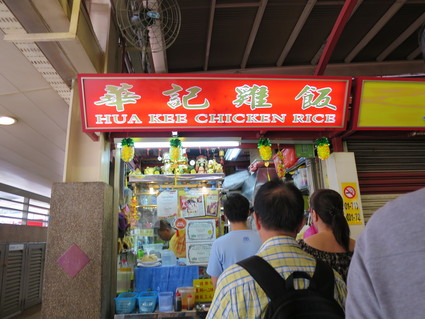 華記雞飯
HUA KEE CHICKEN RICE